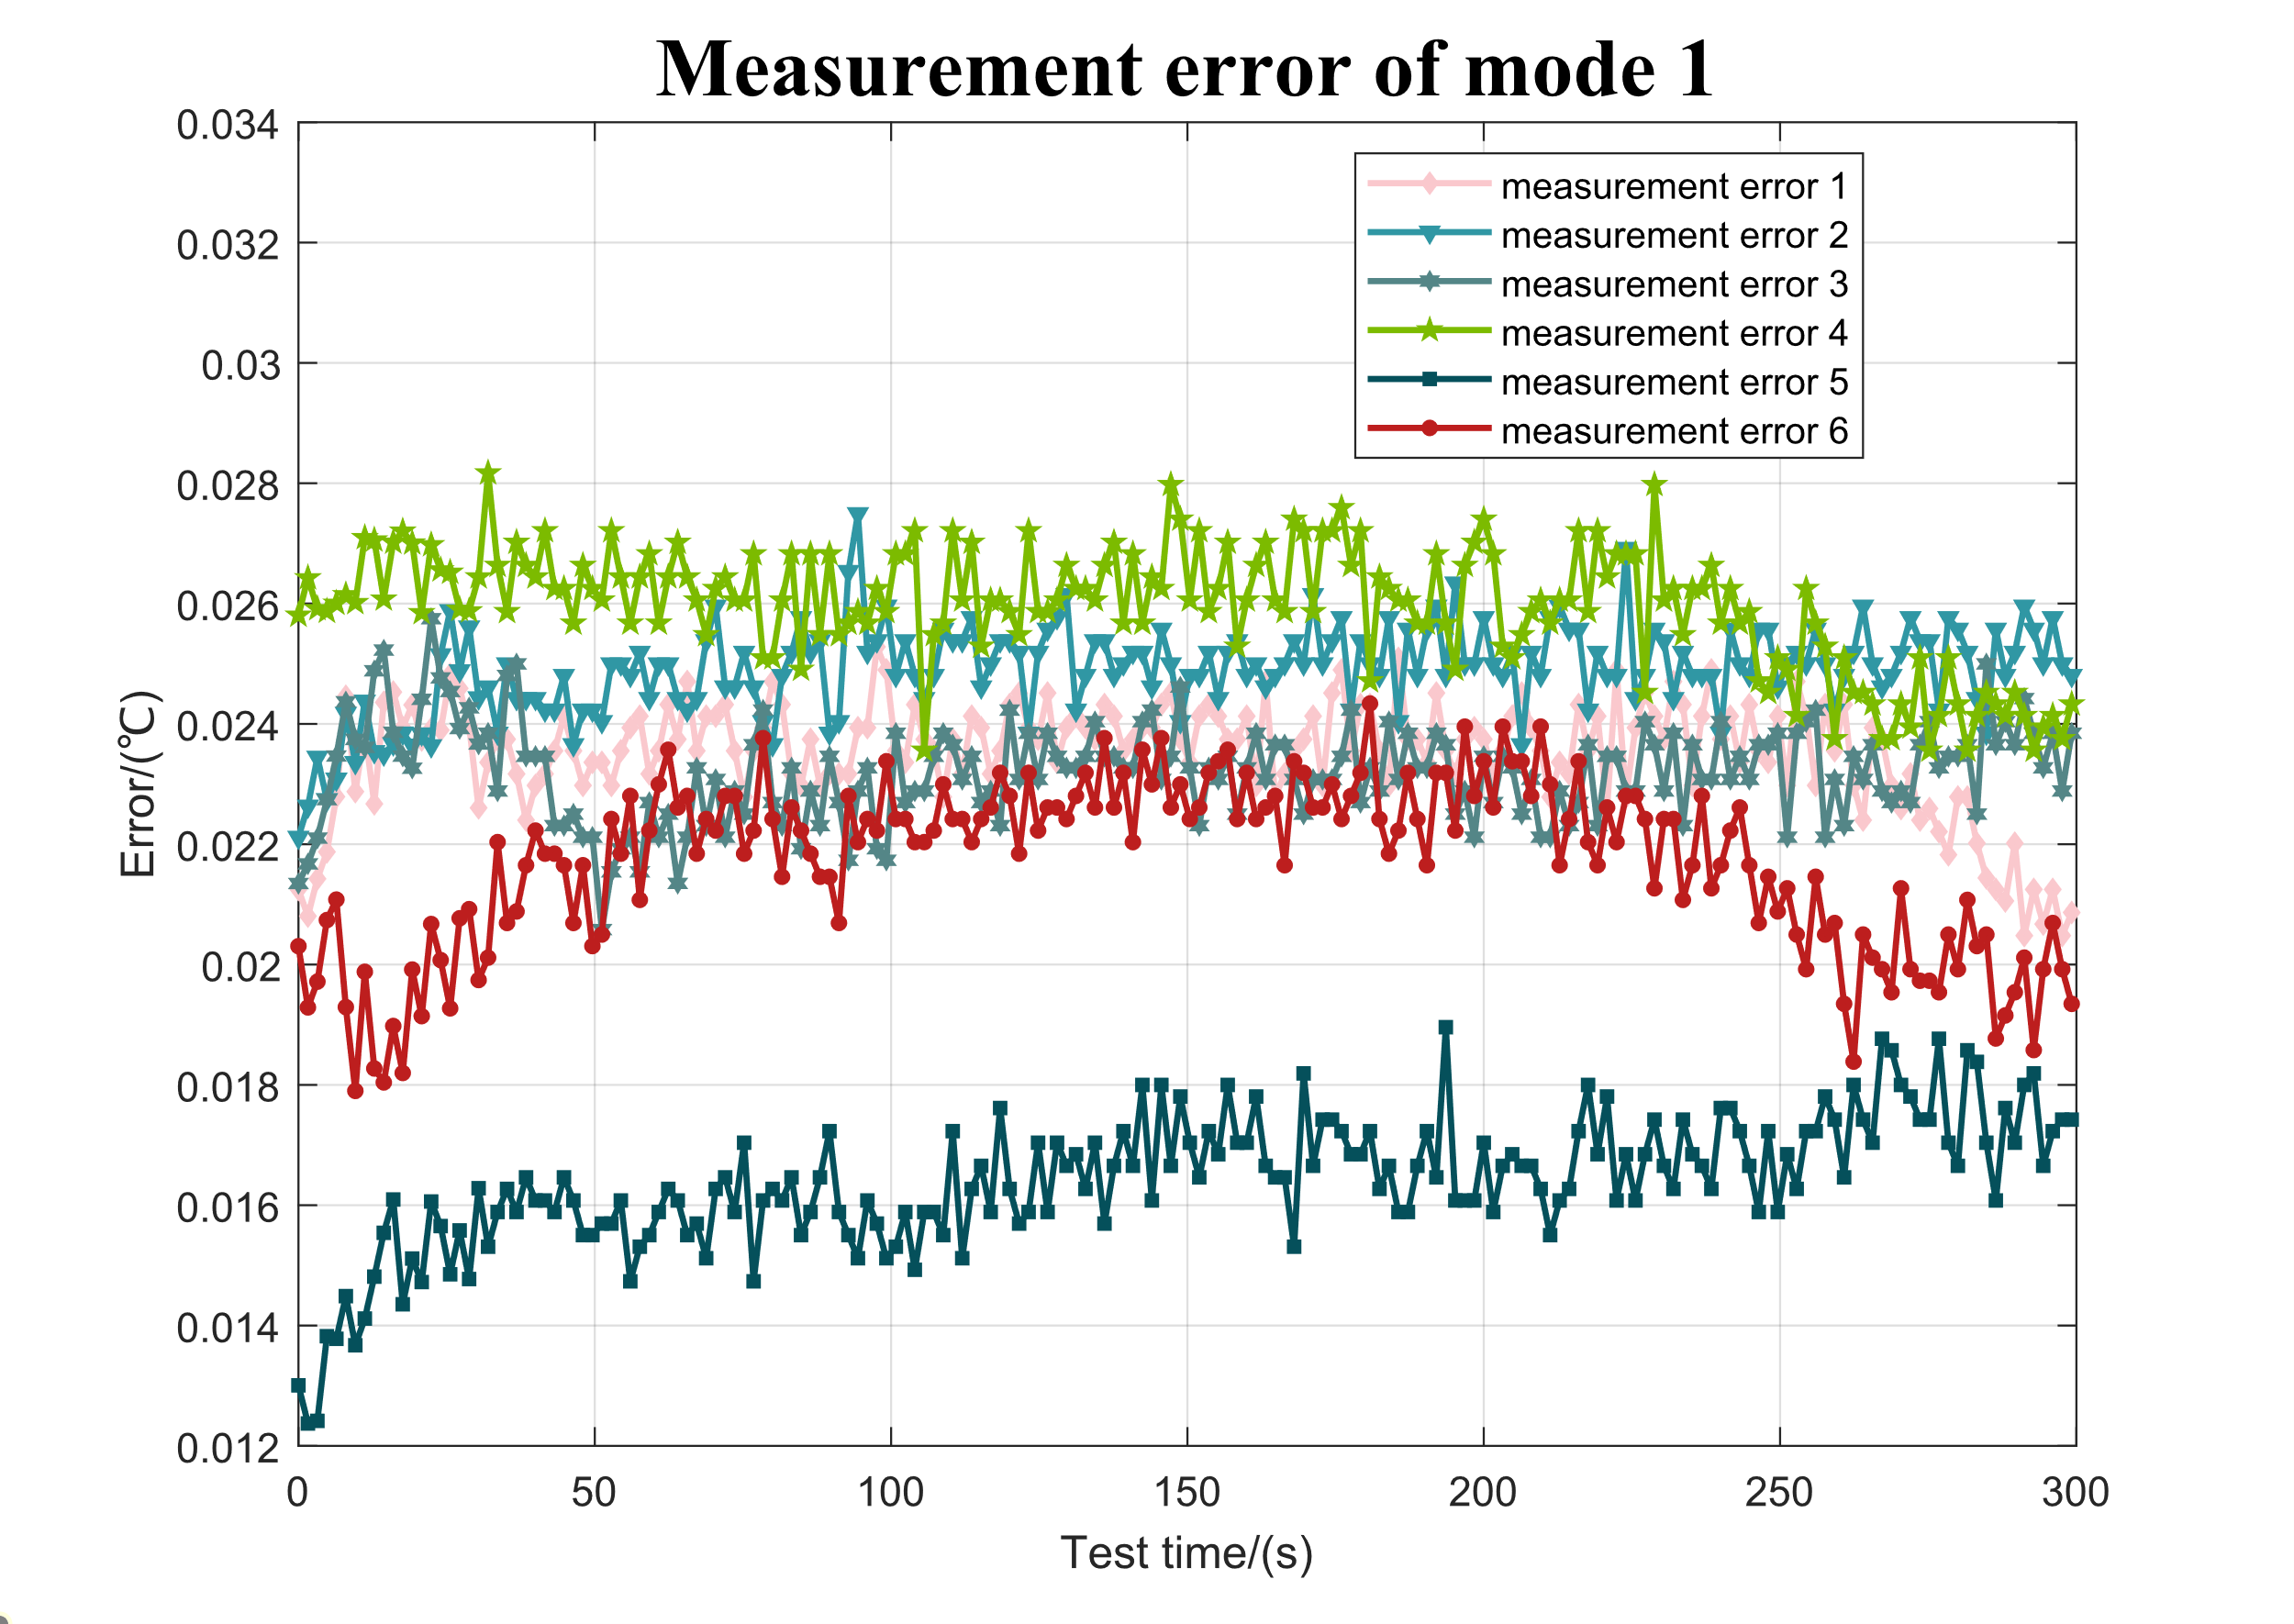 Measurement error of mode 1
0.034
0.032
0.03
0.028
0.026
0.024
0.022
0.02
0.018
0.016
0.014
0.012
Error/(°C)
measurement error 1
measurement error 2
measurement error 3
measurement error 4
measurement error 5
measurement error 6
0 50 100 150 200 250 300
Test time/(s)